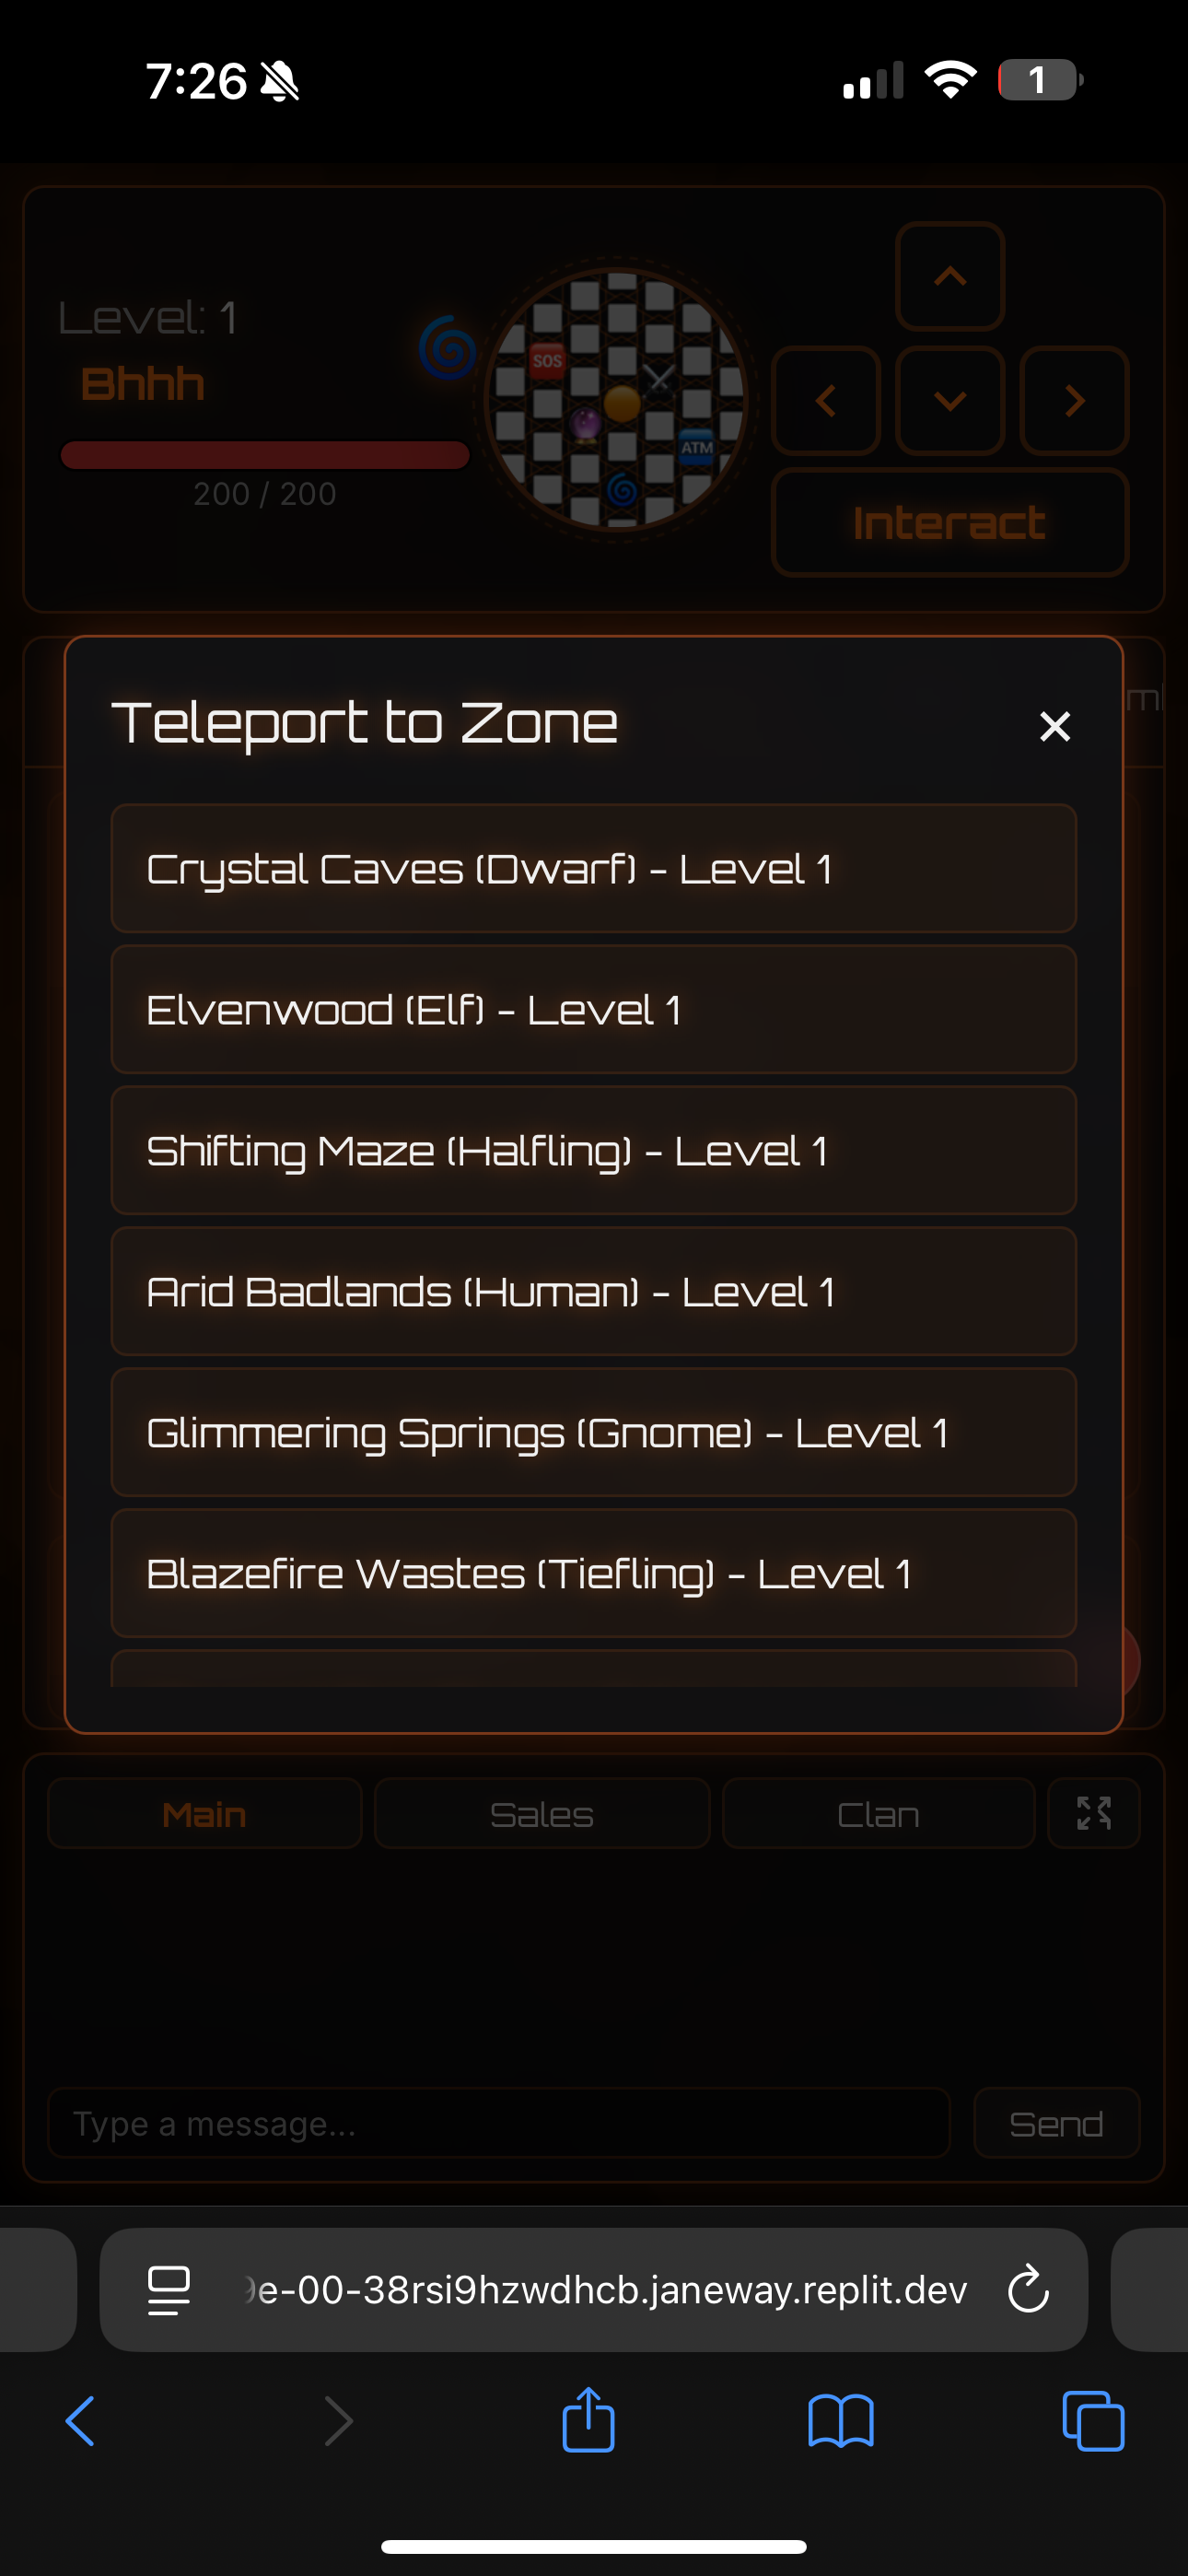 7:26
1
Level: 1
Bhhh
200 / 200
SOS
ATM
Interact
Teleport to Zone
Crystal Caves (Dwarf) - Level 1
Elvenwood (Elf) - Level 1
Shifting Maze (Halfling) - Level 1
Arid Badlands (Human) - Level 1
Glimmering Springs (Gnome) - Level 1
Blazefire Wastes (Tiefling) - Level 1
Main Sales Clan
Type a message... Send
e-00-38rsi9hzwdhcb.janeway.replit.dev